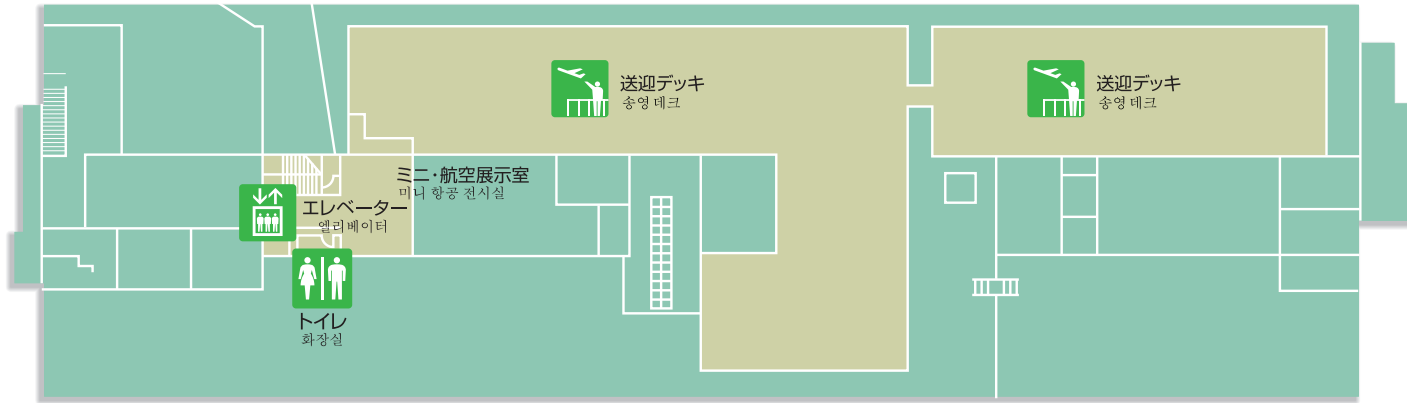 送迎デッキ
송영 데크
送迎デッキ
송영 데크
ミニ・航空展示室
미니 항공 전시실
エレベーター
엘리베이터
トイレ
화장실